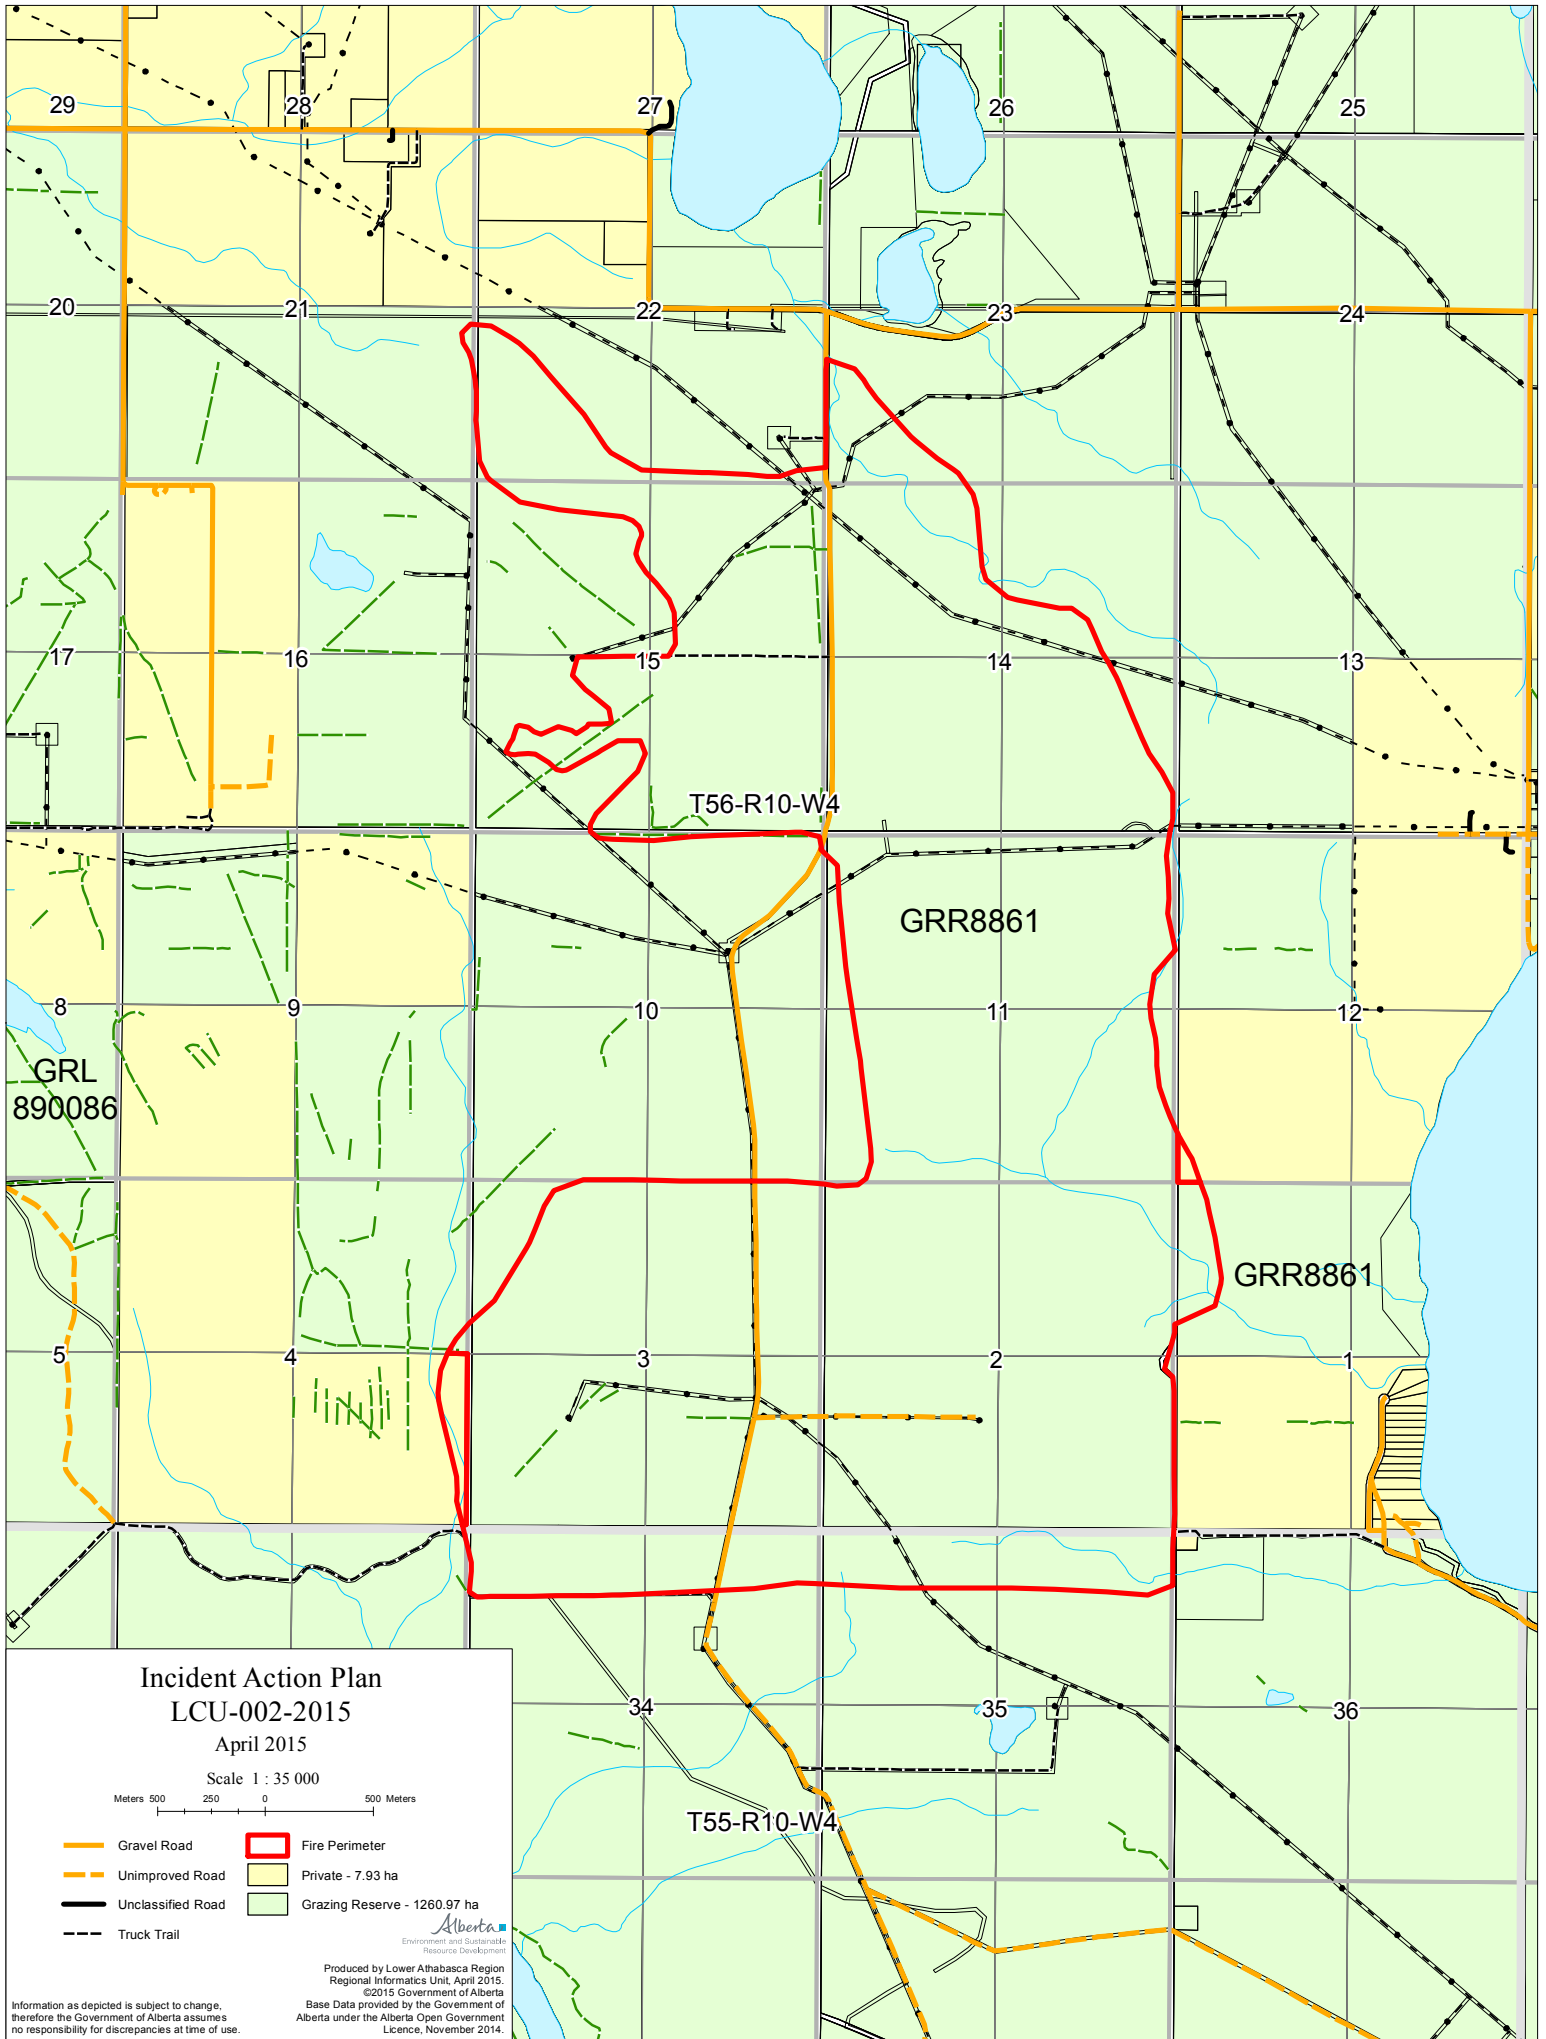 29
28
27
26
25
20
21
22
23
24
17
16
15
14
13
T56-R10-W4
GRR8861
8
9
10
11
12
GRL
890086
GRR8861
5
4
3
2
1
34
35
36
T55-R10-W4
Incident Action Plan
LCU-002-2015
April 2015
Scale 1 : 35 000
Meters 500 250 0 500 Meters
Gravel Road
Fire Perimeter
Unimproved Road
Private - 7.93 ha
Unclassified Road
Grazing Reserve - 1260.97 ha
Truck Trail
Alberta
Environment and Sustainable
Resource Development
Produced by Lower Athabasca Region
Regional Informatics Unit, April 2015.
©2015 Government of Alberta
Base Data provided by the Government of
Alberta under the Alberta Open Government
Licence, November 2014.
Information as depicted is subject to change,
therefore the Government of Alberta assumes
no responsibility for discrepancies at time of use.